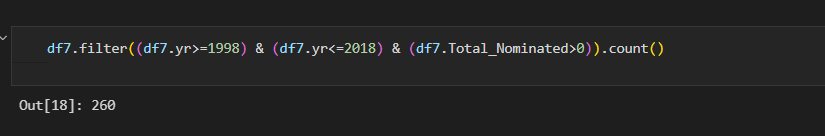 df7.filter((df7.yr>=1998) & (df7.yr<=2018) & (df7.Total_Nominated>0)).count()
Out[18]: 260